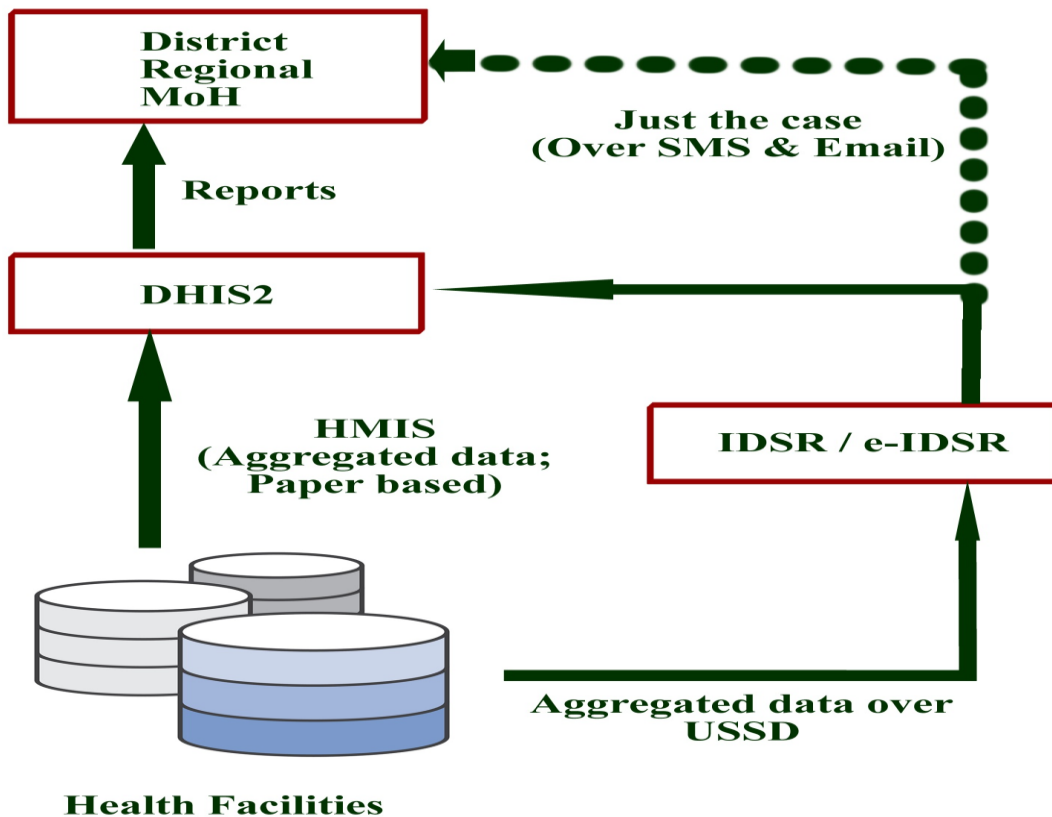 District
Regional
MoH
Just the case
(Over SMS & Email)
Reports
DHIS2
HMIS
(Aggregated data;
Paper based)
IDSR / e-IDSR
Aggregated data over
USSD
Health Facilities